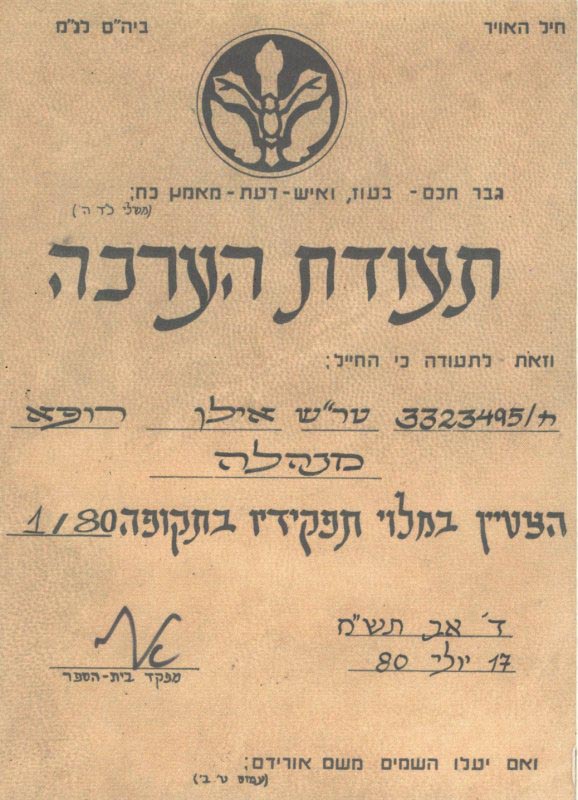 חיל האויר
ביה"ס לנ"מ
גבר חכם - בעוז, ואיש-דעת - מאמץ כח;
(משלי כ"ד ה')
תעודת הערכה
וזאת לתעודה כי החייל;
ח/3323495 טר"ש אילן רופא
מנהלה
הצטיין במלוי תפקידיו בתקופה 1/80
ד' אב תש"מ
17 יולי 80
מפקד בית-הספר
ואם יעלו השמים משם אורידם;
(עמוס ט' ב')